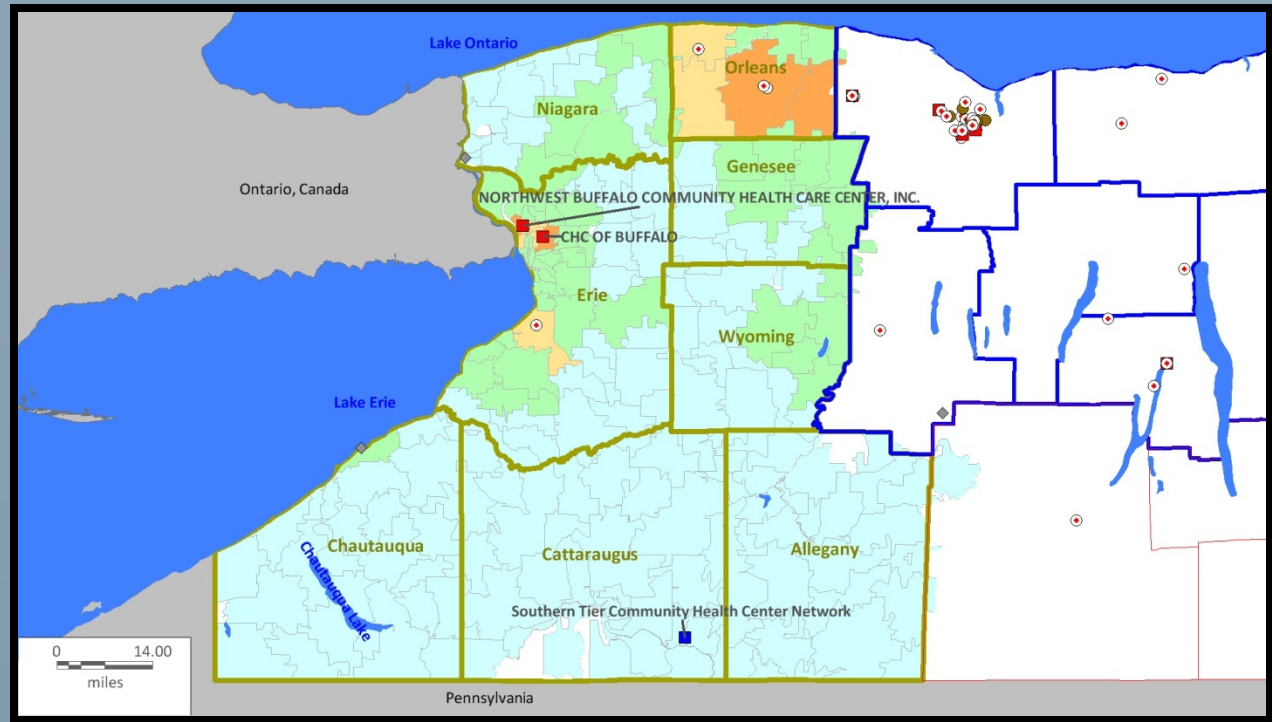 Lake Ontario
Orleans
Niagara
Genesee
Ontario, Canada
NORTHWEST BUFFALO COMMUNITY HEALTH CARE CENTER, INC.
CHC OF BUFFALO
Erie
Wyoming
Lake Erie
Chautauqua
Cattaraugus
Allegany
Chautauqua Lake
Southern Tier Community Health Center Network
0 14.00
miles
Pennsylvania